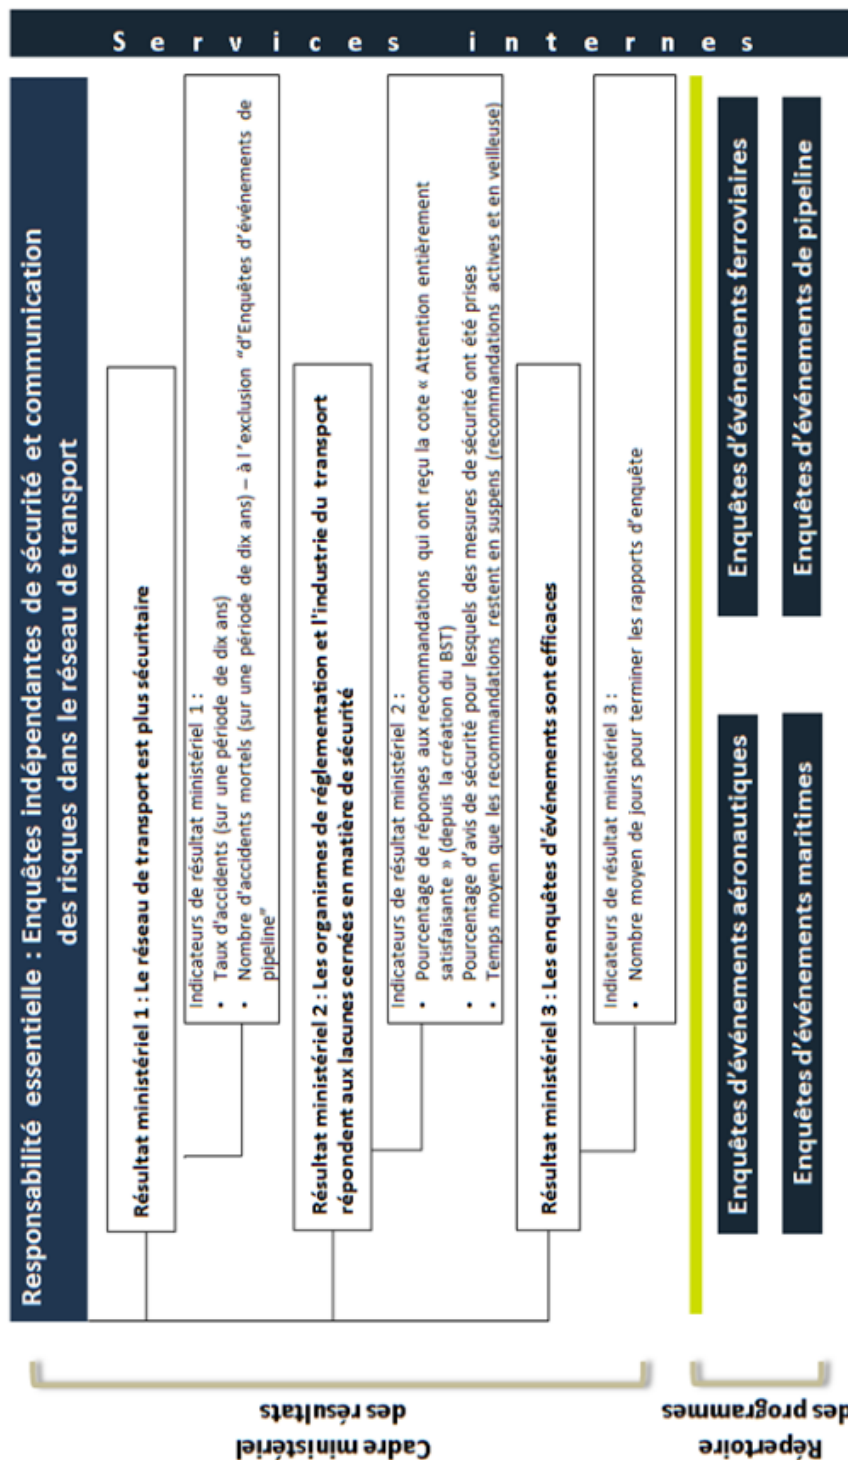 Responsabilité essentielle : Enquêtes indépendantes de sécurité et communication
des risques dans le réseau de transport
Cadre ministériel
des résultats
Résultat ministériel 1 : Le réseau de transport est plus sécuritaire
Indicateurs de résultat ministériel 1 :
• Taux d'accidents (sur une période de dix ans)
• Nombre d'accidents mortels (sur une période de dix ans) – à l'exclusion "d'Enquêtes d'événements de
pipeline"
Résultat ministériel 2 : Les organismes de réglementation et l'industrie du transport
répondent aux lacunes cernées en matière de sécurité
Indicateurs de résultat ministériel 2 :
• Pourcentage de réponses aux recommandations qui ont reçu la cote « Attention entièrement
satisfaisante » (depuis la création du BST)
• Pourcentage d'avis de sécurité pour lesquels des mesures de sécurité ont été prises
• Temps moyen que les recommandations restent en suspens (recommandations actives et en veilleuse)
Résultat ministériel 3 : Les enquêtes d'événements sont efficaces
Indicateurs de résultat ministériel 3 :
• Nombre moyen de jours pour terminer les rapports d'enquête
Répertoire
des programmes
Enquêtes d'événements aéronautiques
Enquêtes d'événements ferroviaires
Enquêtes d'événements maritimes
Enquêtes d'événements de pipeline
Services internes